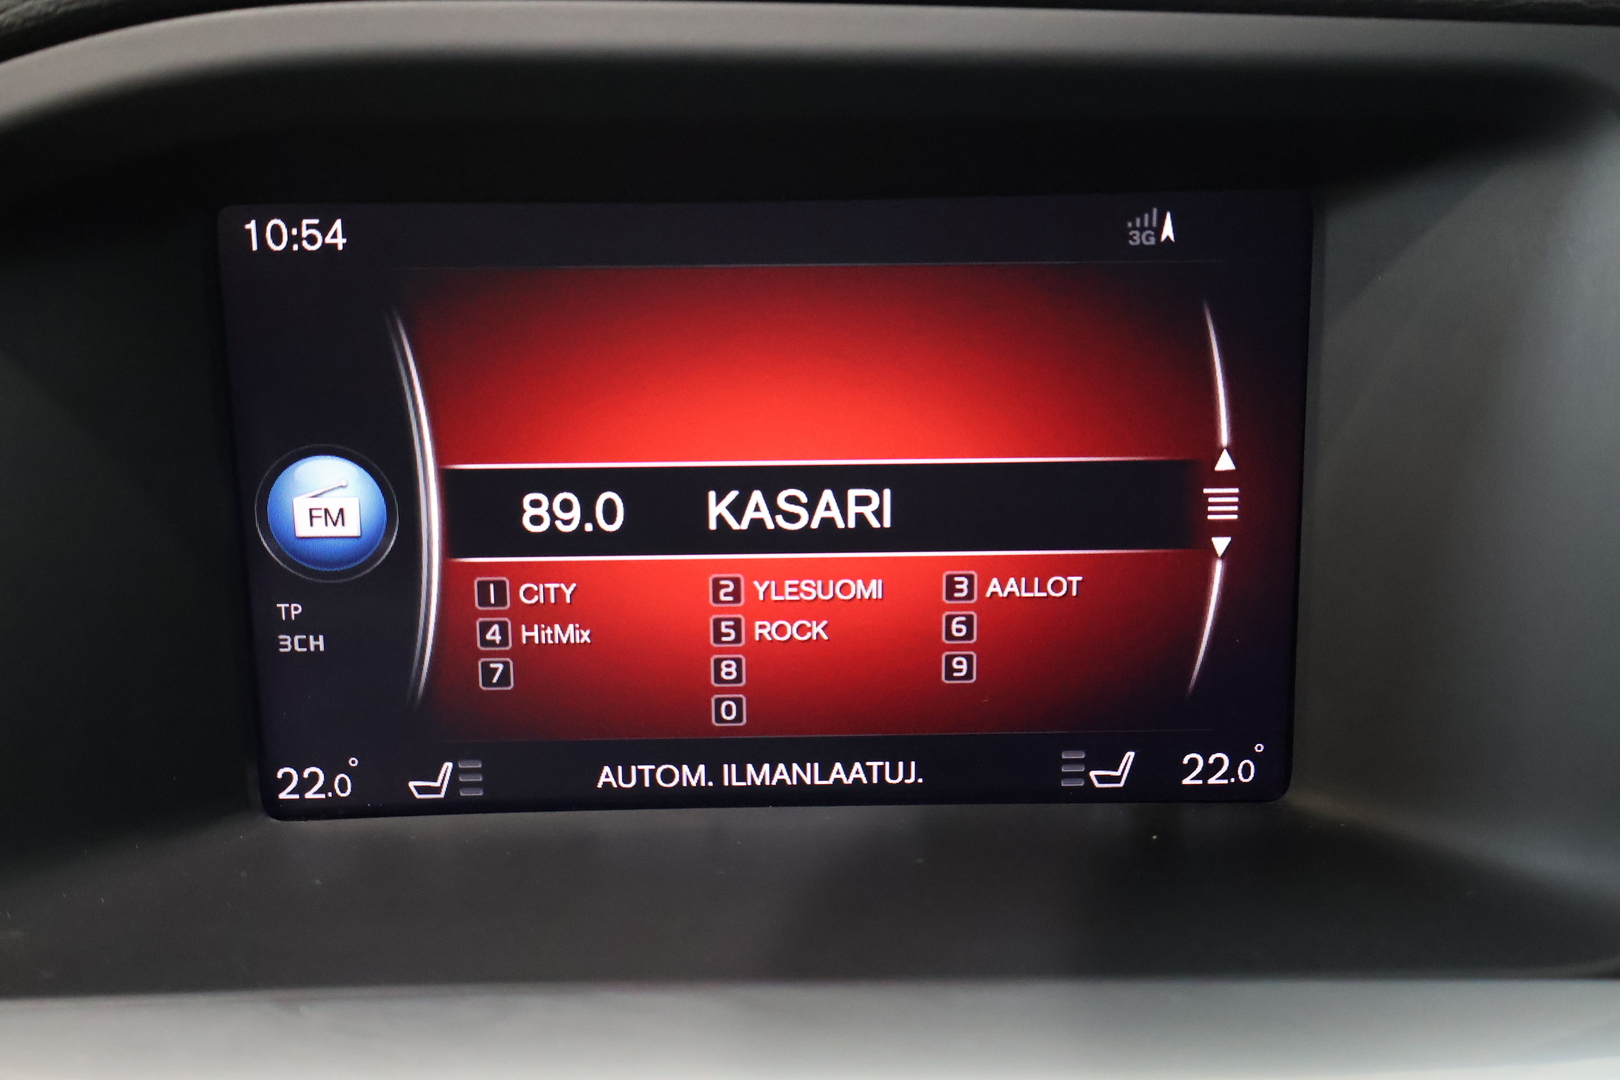 10:54
3G
89.0 KASARI
FM
1 CITY 2 YLESUOMI 3 AALLOT
TP
4 HitMix 5 ROCK 6
3CH
7 8 9
0
22.0° AUTOM. ILMANLAATUJ. 22.0°